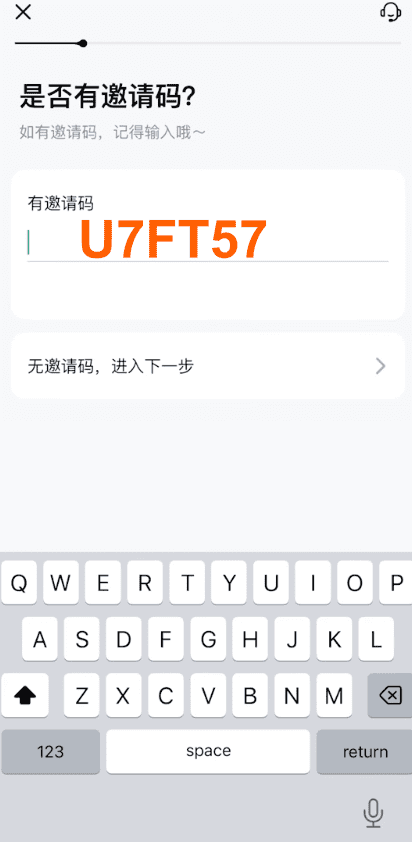 是否有邀请码?
如有邀请码，记得输入哦～
有邀请码
U7FT57
无邀请码，进入下一步
Q W E R T Y U I O P
A S D F G H J K L
Z X C V B N M
123 space return